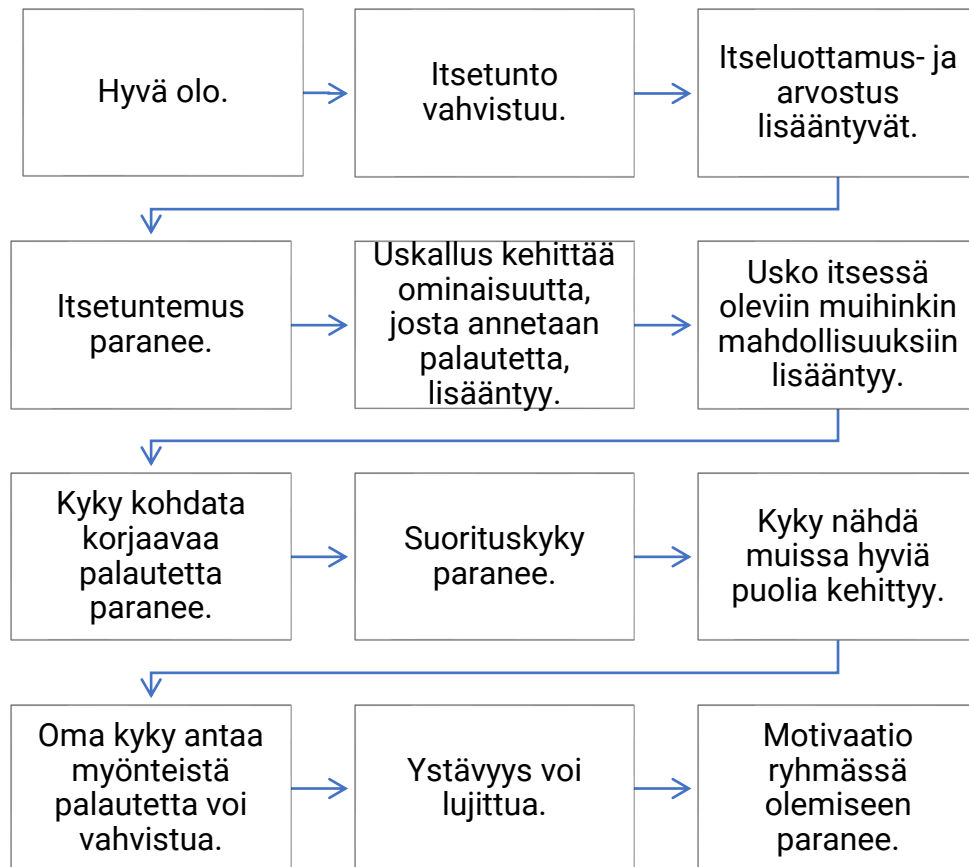 Hyvä olo.
Itsetunto
vahvistuu.
Itseluottamus- ja
arvostus
lisääntyvät.
Itsetuntemus
paranee.
Uskallus kehittää
ominaisuutta,
josta annetaan
palautetta,
lisääntyy.
Usko itsessä
oleviin muihinkin
mahdollisuuksiin
lisääntyy.
Kyky kohdata
korjaavaa
palautetta
paranee.
Suorituskyky
paranee.
Kyky nähdä
muissa hyviä
puolia kehittyy.
Oma kyky antaa
myönteistä
palautetta voi
vahvistua.
Ystävyys voi
lujittua.
Motivaatio
ryhmässä
olemiseen
paranee.